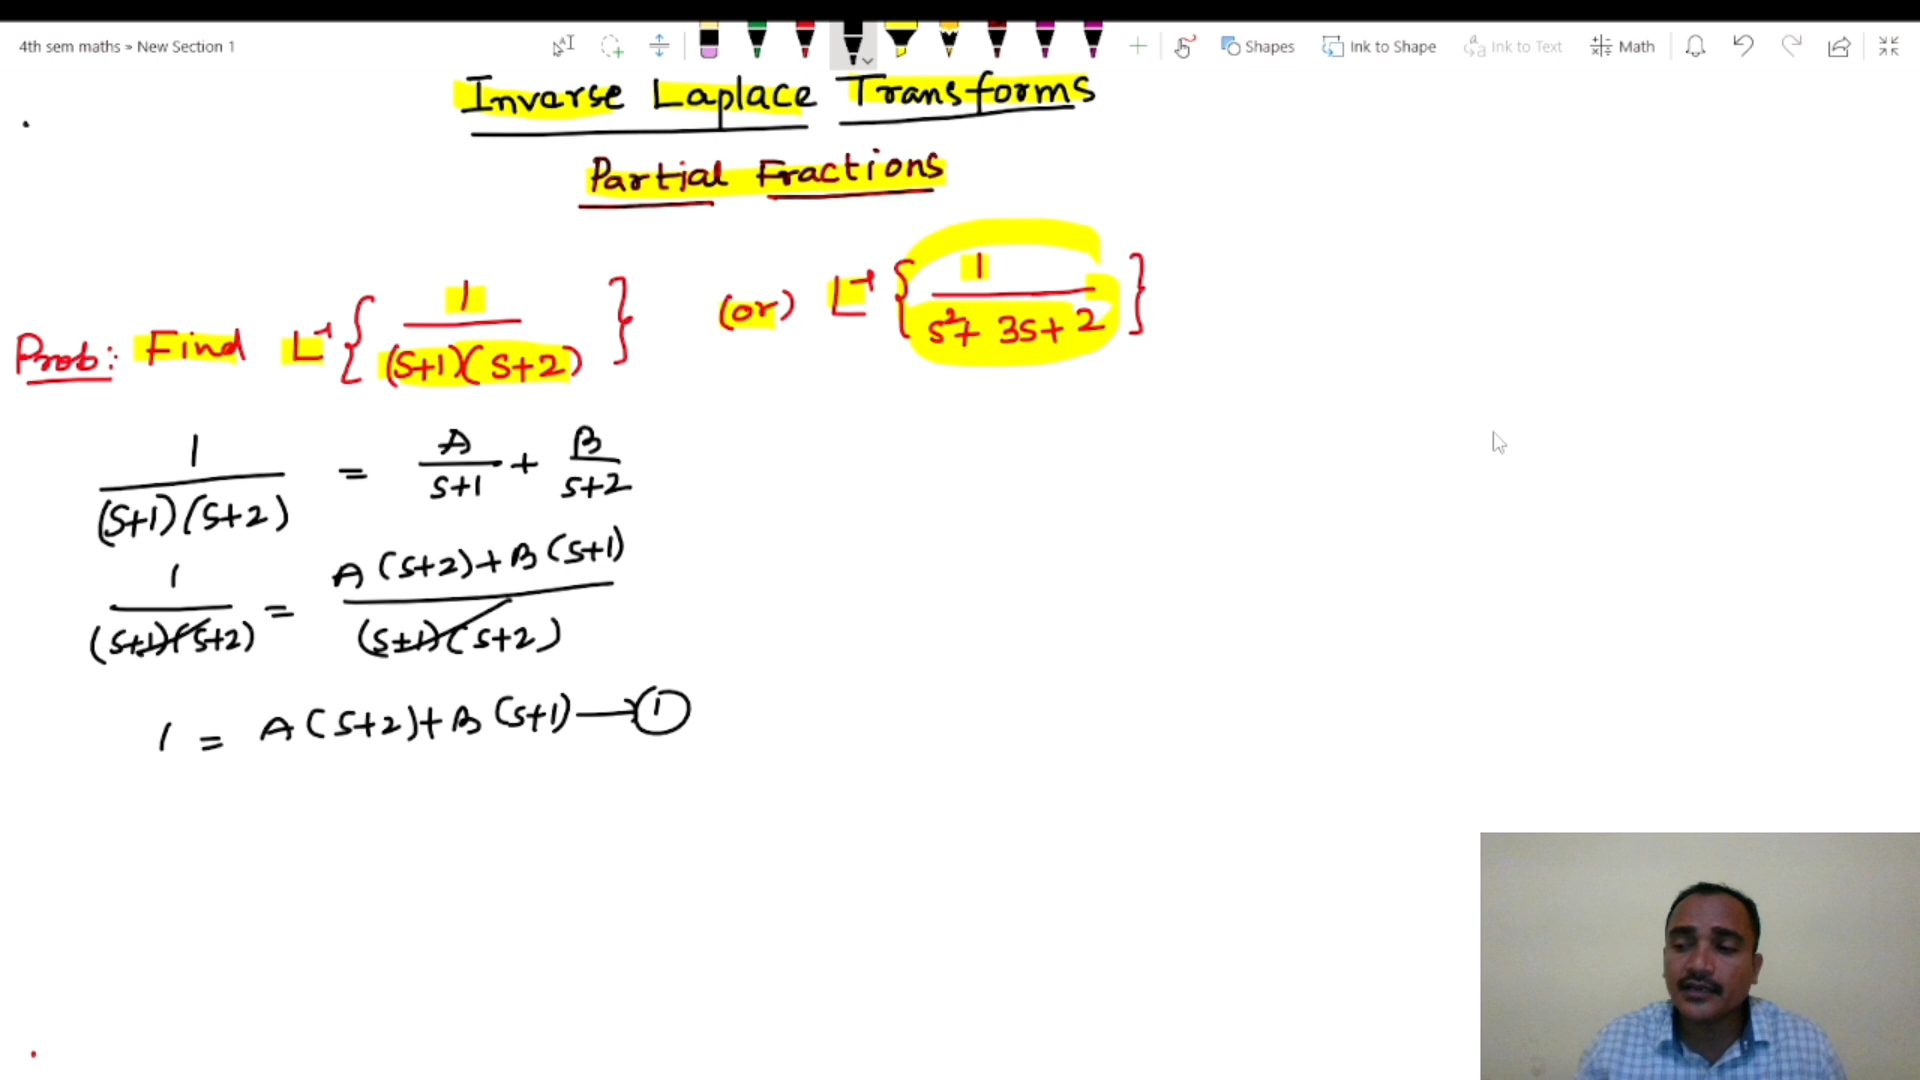 4th sem maths » New Section 1
Shapes Ink to Shape Ink to Text Math
Inverse Laplace Transforms
Partial Fractions
Prob: Find L⁻¹{1/((s+1)(s+2))} (or) L⁻¹{1/(s²+3s+2)}
1/((s+1)(s+2)) = A/(s+1) + B/(s+2)
1/((s+1)(s+2)) = (A(s+2)+B(s+1))/((s+1)(s+2))
1 = A(s+2)+B(s+1) → ①